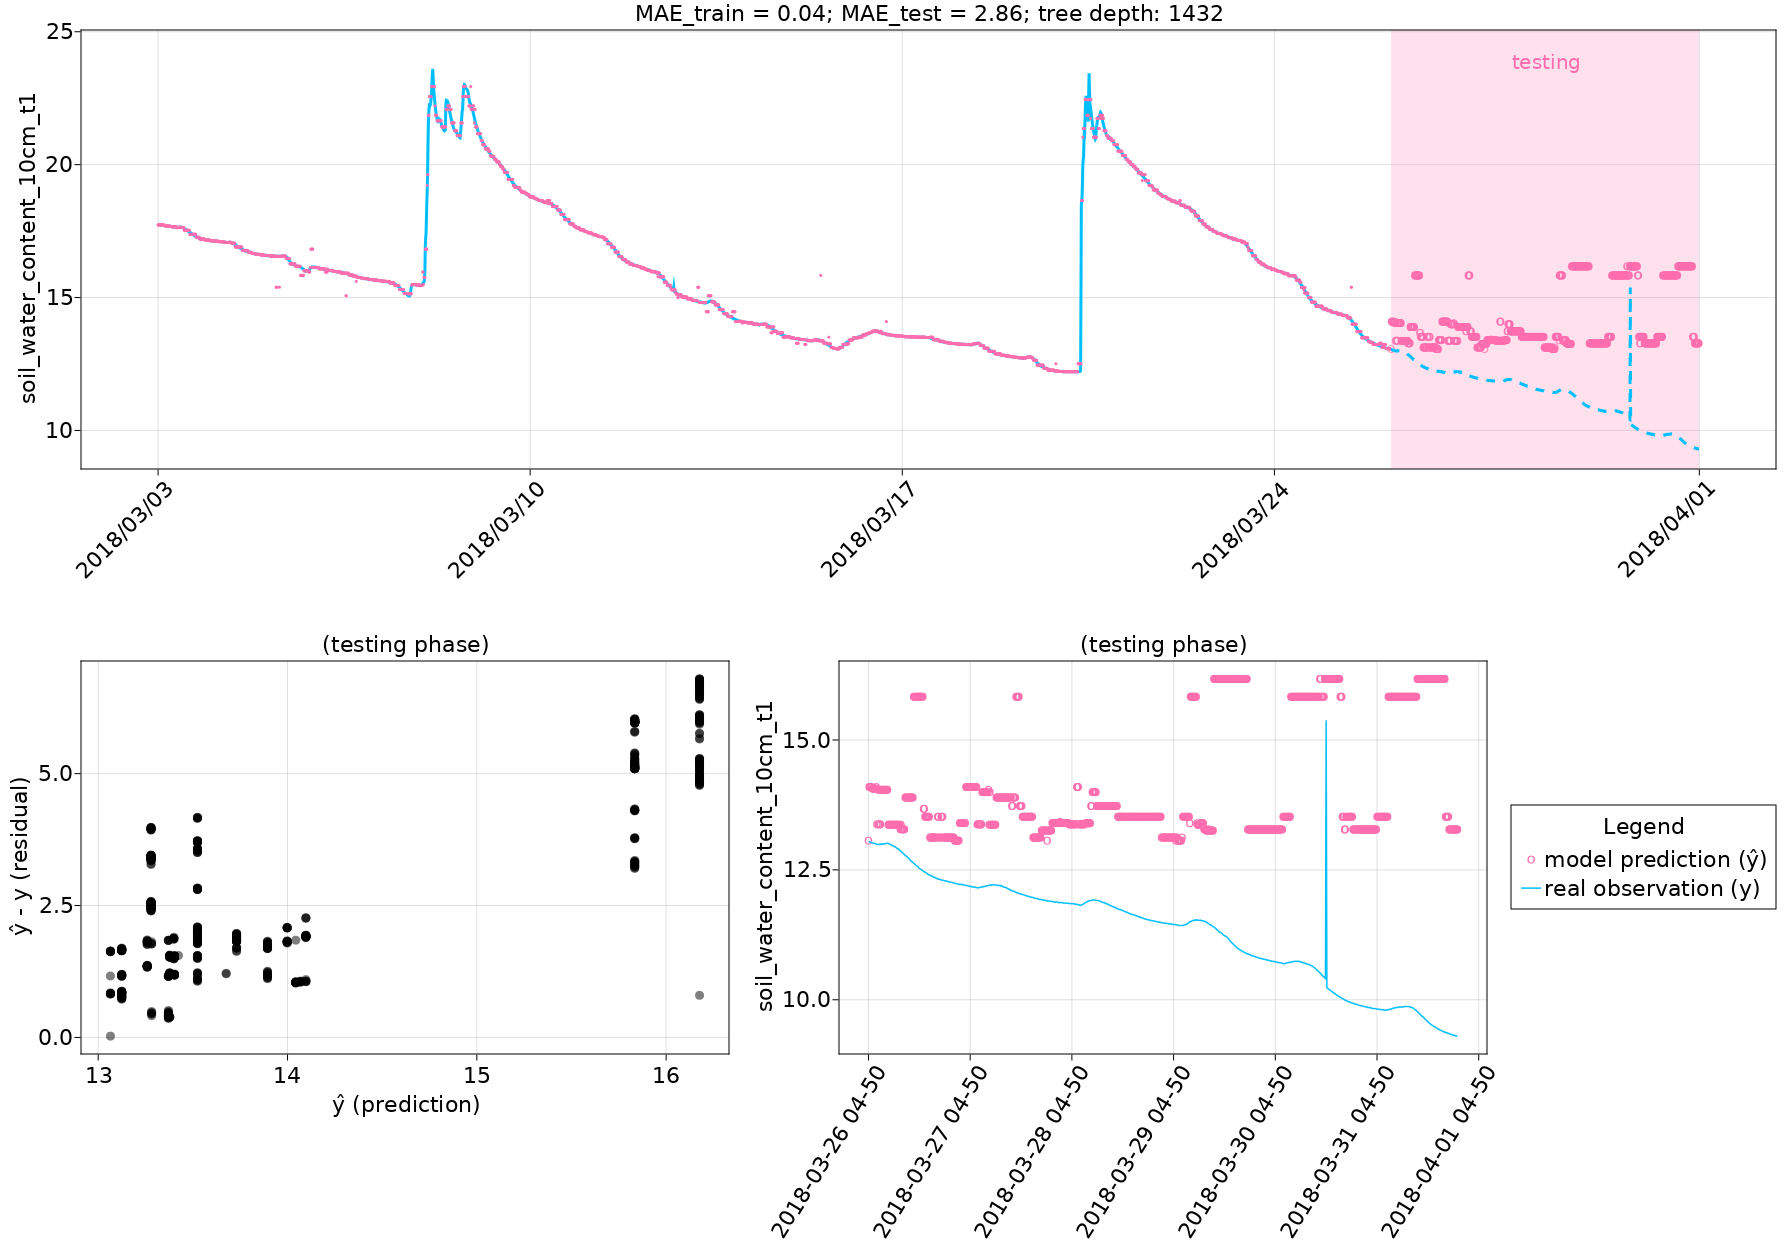 MAE_train = 0.04; MAE_test = 2.86; tree depth: 1432
soil_water_content_10cm_t1
25
20
15
10
testing
2018/03/03
2018/03/10
2018/03/17
2018/03/24
2018/04/01
(testing phase)
ŷ - y (residual)
5.0
2.5
0.0
13
14
15
16
ŷ (prediction)
(testing phase)
soil_water_content_10cm_t1
15.0
12.5
10.0
2018-03-26 04-50
2018-03-27 04-50
2018-03-28 04-50
2018-03-29 04-50
2018-03-30 04-50
2018-03-31 04-50
2018-04-01 04-50
Legend
model prediction (ŷ)
real observation (y)